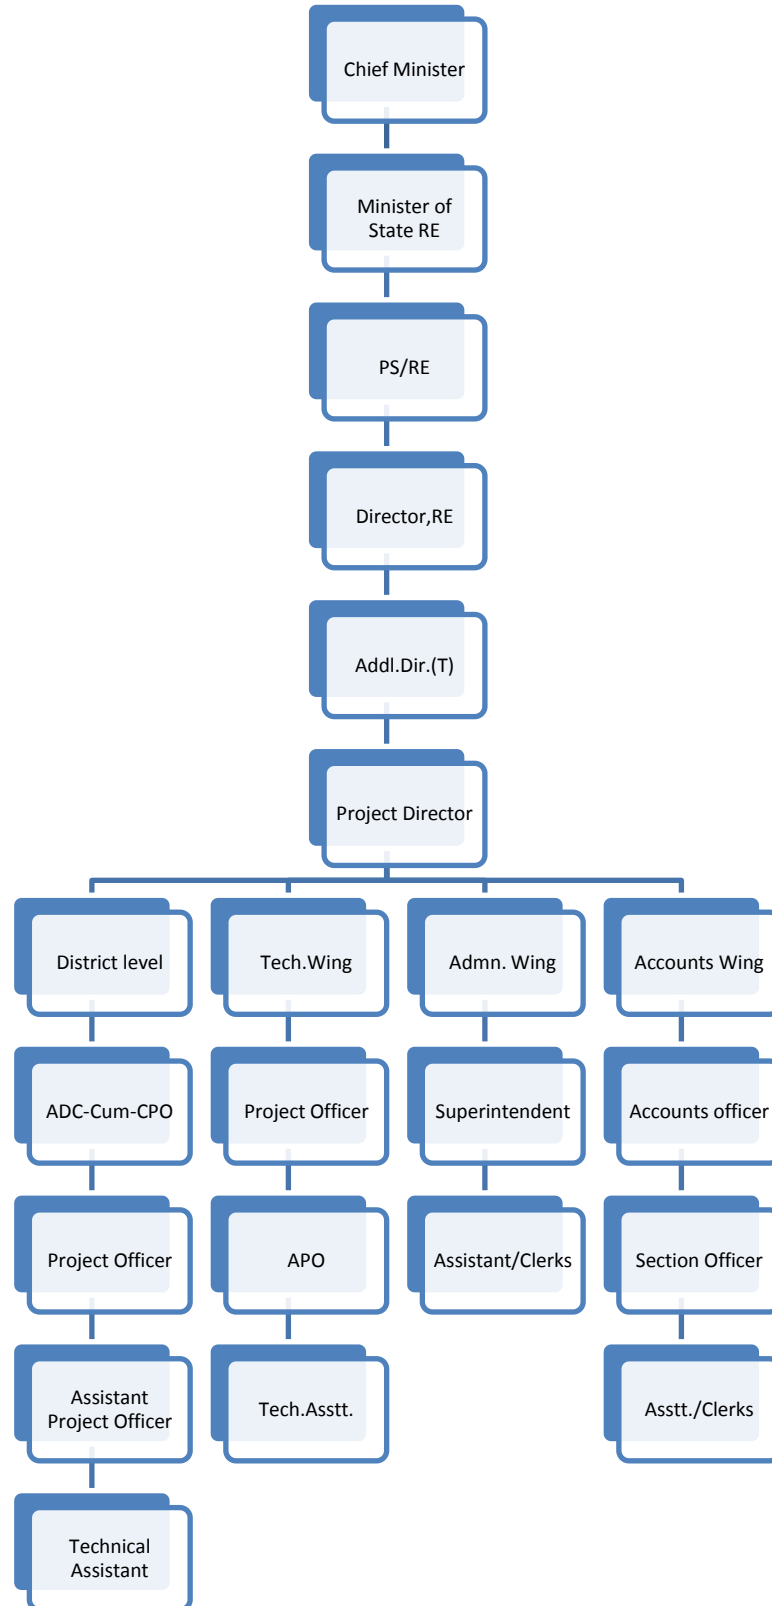 Chief Minister
Minister of
State RE
PS/RE
Director,RE
Addl.Dir.(T)
Project Director
District level
Tech.Wing
Admn. Wing
Accounts Wing
ADC-Cum-CPO
Project Officer
Superintendent
Accounts officer
Project Officer
APO
Assistant/Clerks
Section Officer
Assistant
Project Officer
Tech.Asstt.
Asstt./Clerks
Technical
Assistant